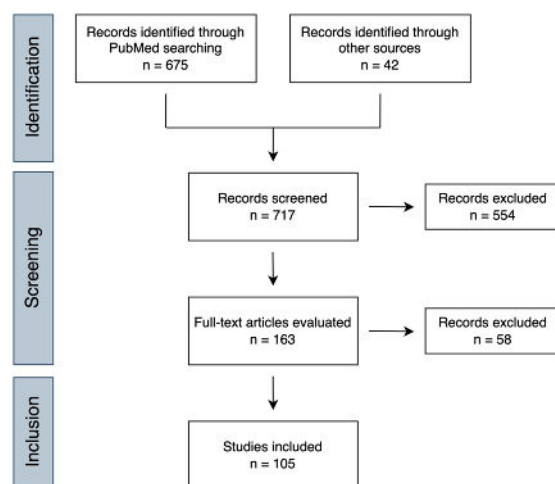 Identification
Records identified through
PubMed searching
n = 675
Records identified through
other sources
n = 42
Screening
Records screened
n = 717
Records excluded
n = 554
Full-text articles evaluated
n = 163
Records excluded
n = 58
Inclusion
Studies included
n = 105